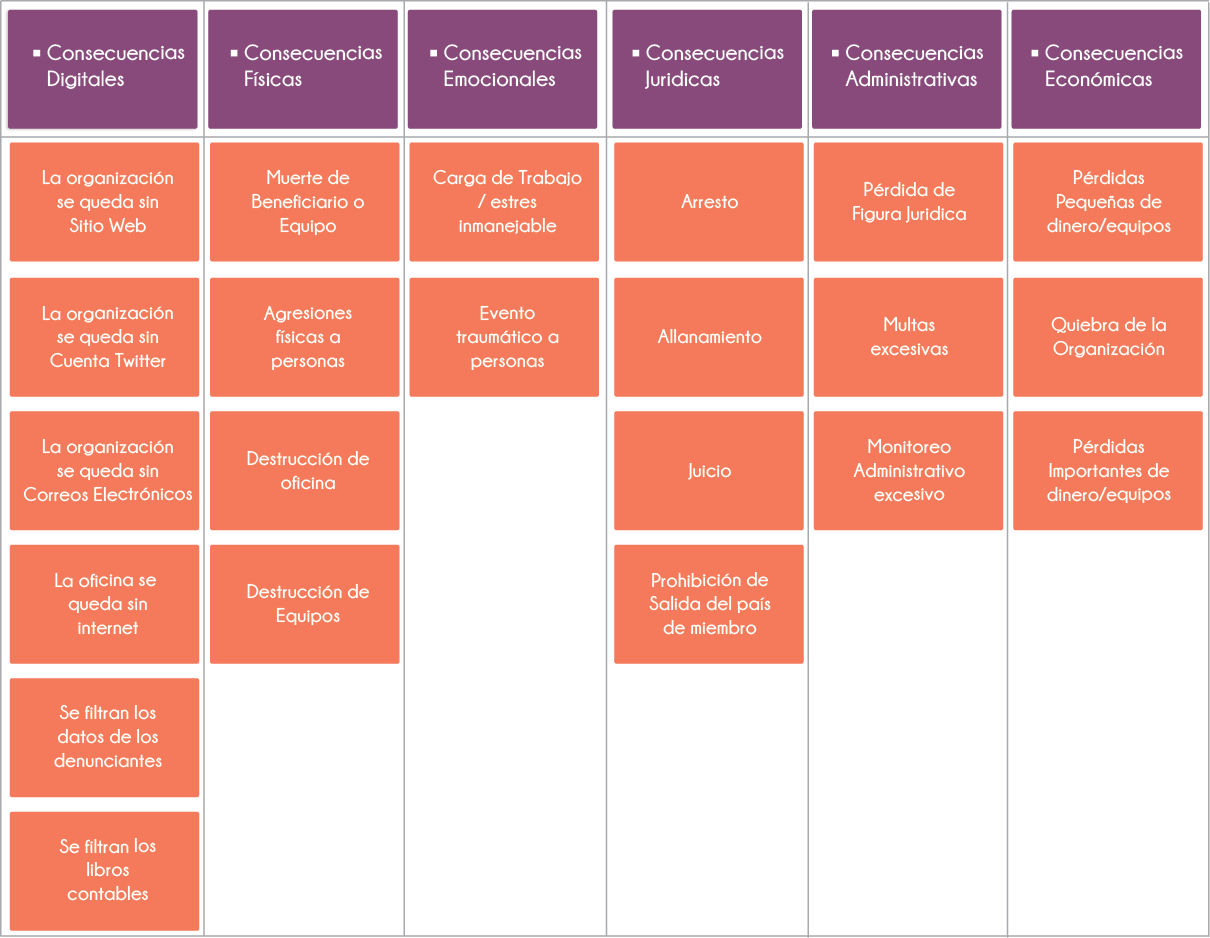 ▪ Consecuencias
Digitales
▪ Consecuencias
Físicas
▪ Consecuencias
Emocionales
▪ Consecuencias
Juridicas
▪ Consecuencias
Administrativas
▪ Consecuencias
Económicas
La organización
se queda sin
Sitio Web
Muerte de
Beneficiario o
Equipo
Carga de Trabajo
/ estres
inmanejable
Arresto
Pérdida de
Figura Juridica
Pérdidas
Pequeñas de
dinero/equipos
La organización
se queda sin
Cuenta Twitter
Agresiones
físicas a
personas
Evento
traumático a
personas
Allanamiento
Multas
excesivas
Quiebra de la
Organización
La organización
se queda sin
Correos Electrónicos
Destrucción de
oficina
Juicio
Monitoreo
Administrativo
excesivo
Pérdidas
Importantes de
dinero/equipos
La oficina se
queda sin
internet
Destrucción de
Equipos
Prohibición de
Salida del país
de miembro
Se filtran los
datos de los
denunciantes
Se filtran los
libros
contables